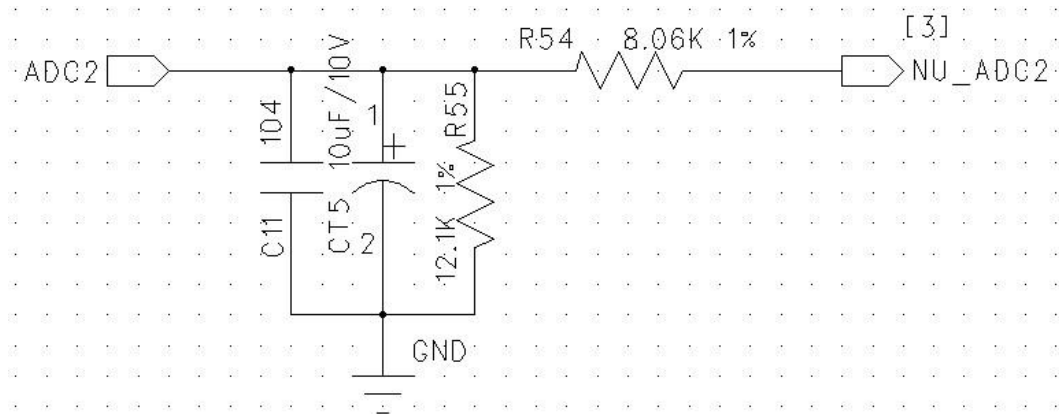 [3]
R54 8.06K 1%
ADC2
NU_ADC2
104
C11
10uF/10V
CT5
1
2
R55
12.1K 1%
GND